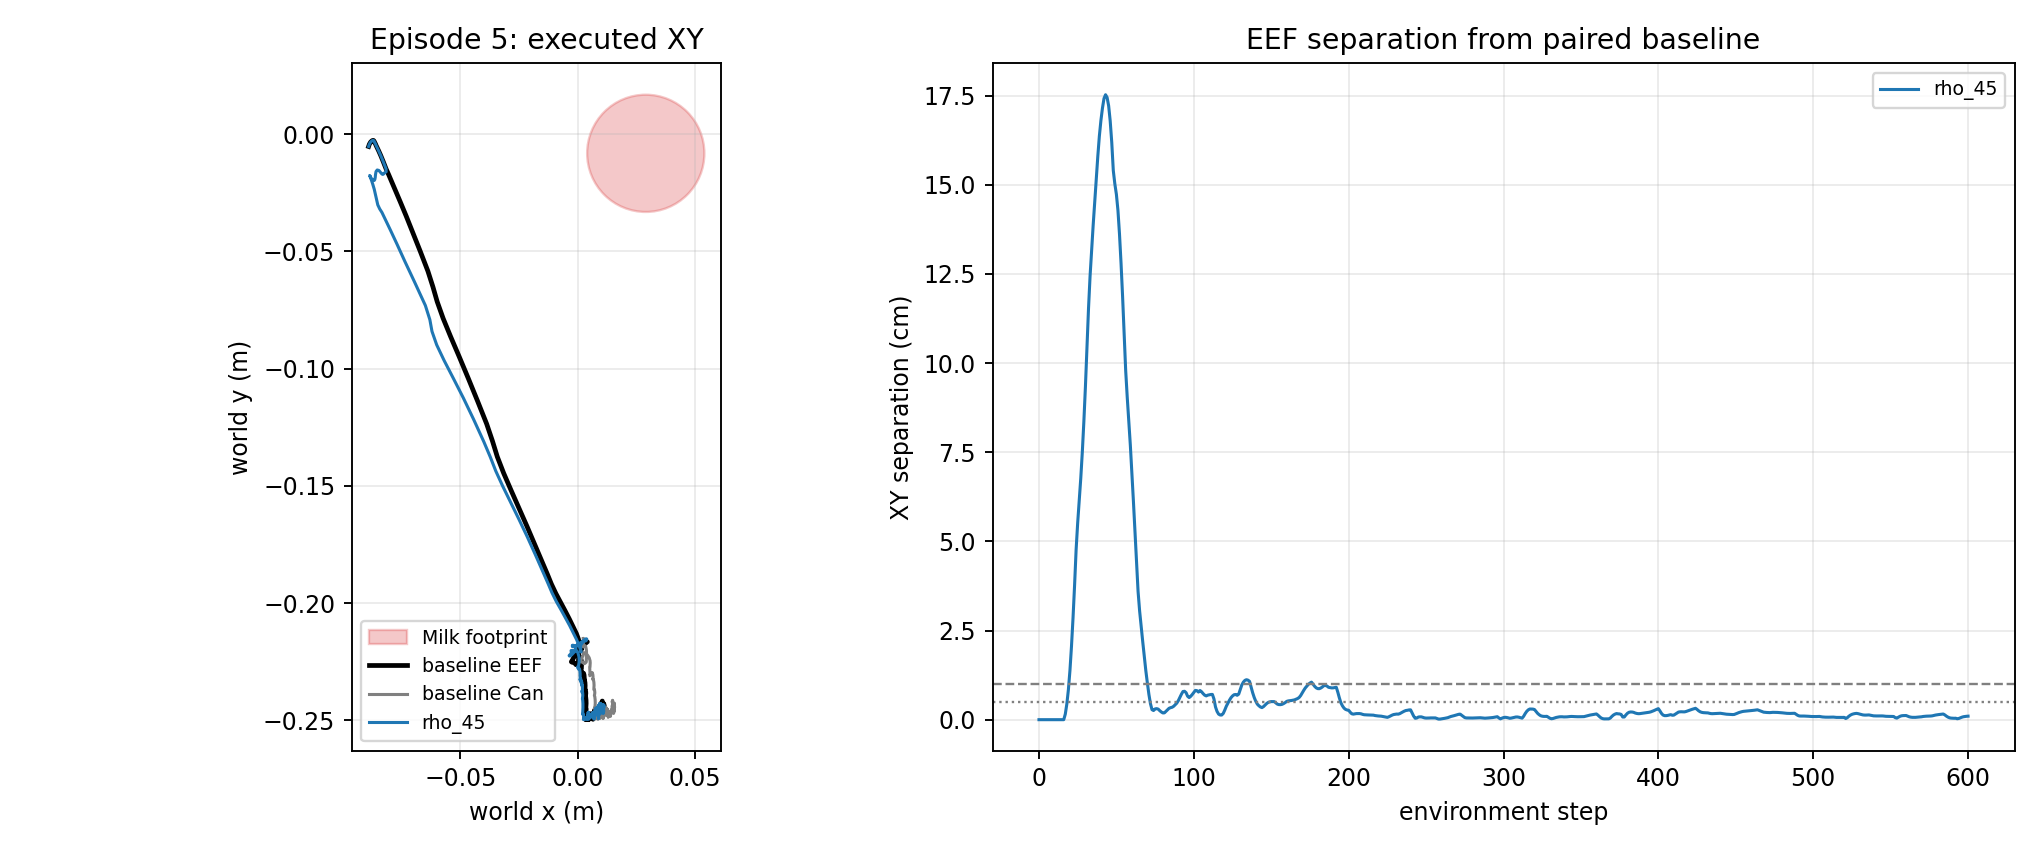 Episode 5: executed XY
0.00
−0.05
−0.10
−0.15
−0.20
−0.25
world y (m)
Milk footprint
baseline EEF
baseline Can
rho_45
−0.05
0.00
0.05
world x (m)
EEF separation from paired baseline
17.5
15.0
12.5
10.0
7.5
5.0
2.5
0.0
XY separation (cm)
rho_45
0
100
200
300
400
500
600
environment step